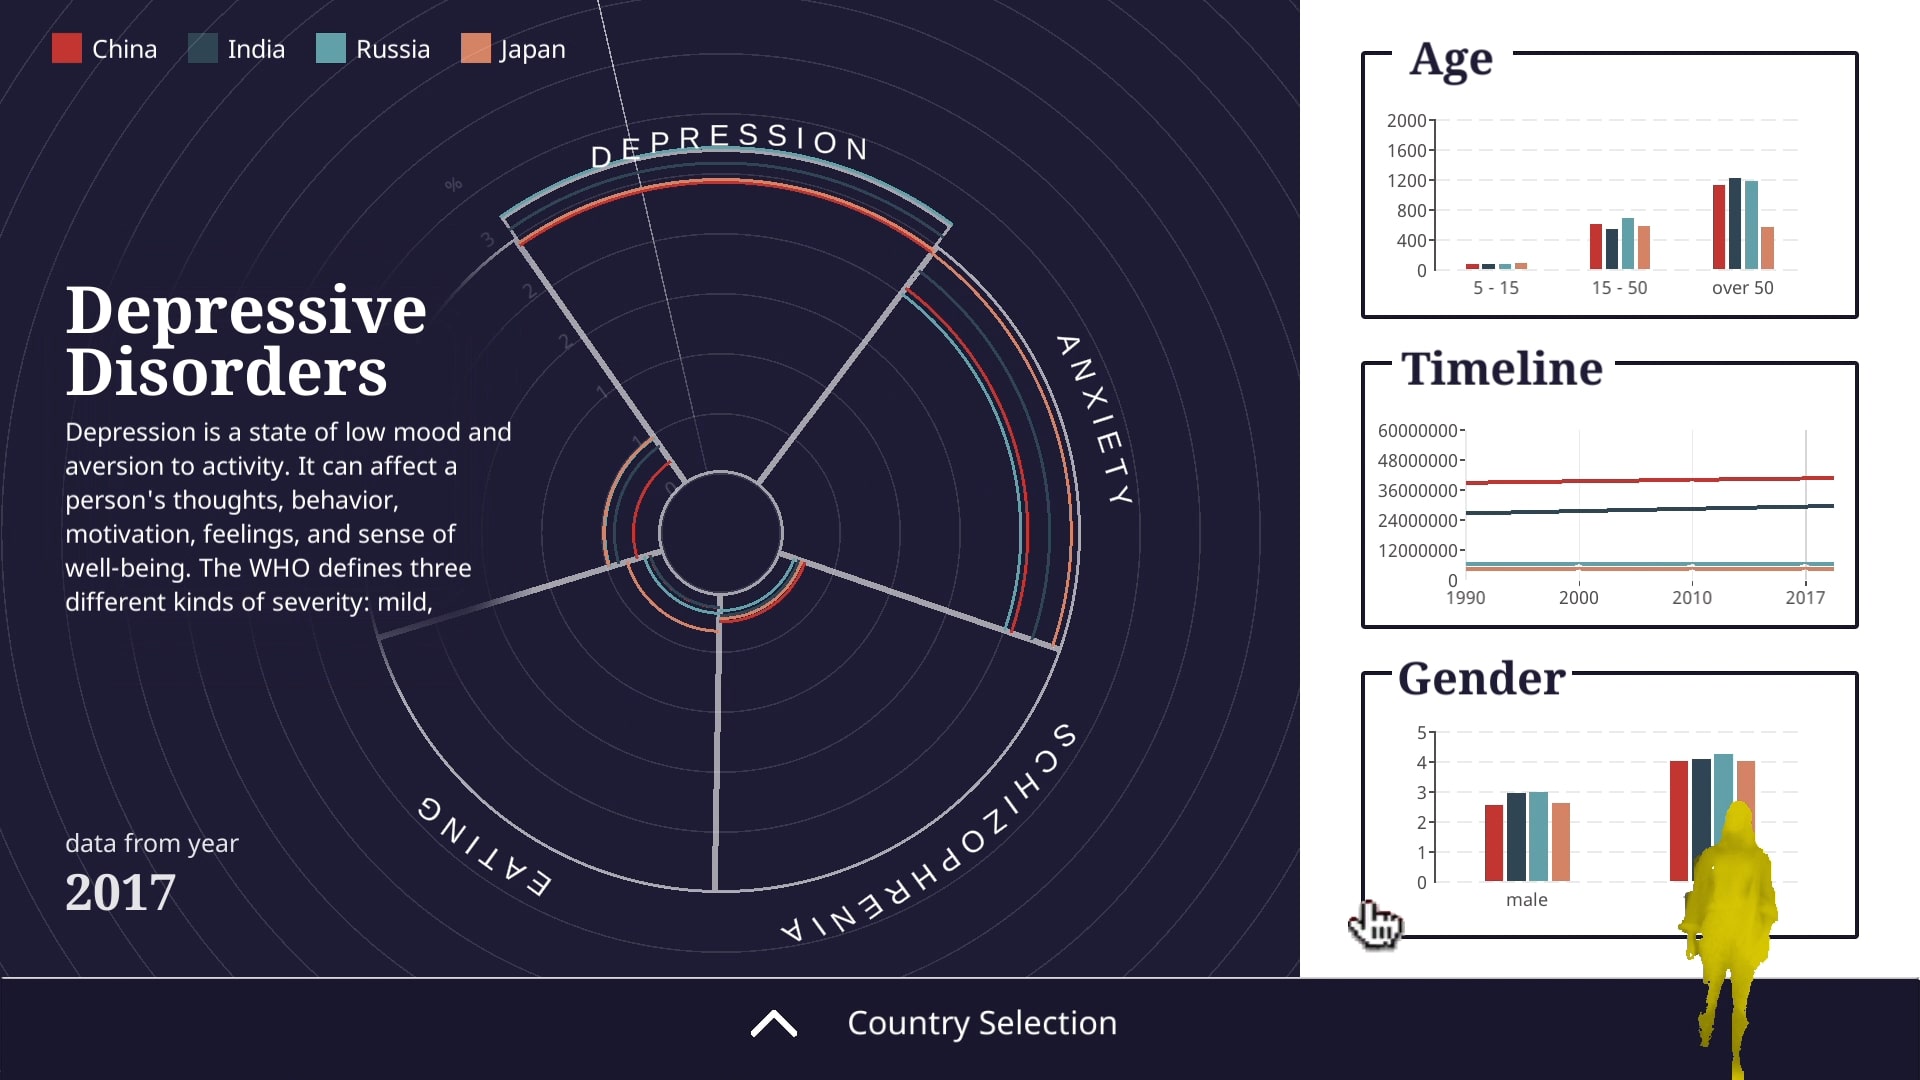 China India Russia Japan
DEPRESSION
ANXIETY
SCHIZOPHRENIA
EATING
%
3
2
2
1
1
0
Depressive
Disorders
Depression is a state of low mood and
aversion to activity. It can affect a
person's thoughts, behavior,
motivation, feelings, and sense of
well-being. The WHO defines three
different kinds of severity: mild,
data from year
2017
Age
2000
1600
1200
800
400
0
5 - 15 15 - 50 over 50
Timeline
60000000
48000000
36000000
24000000
12000000
0
1990 2000 2010 2017
Gender
5
4
3
2
1
0
male
Country Selection